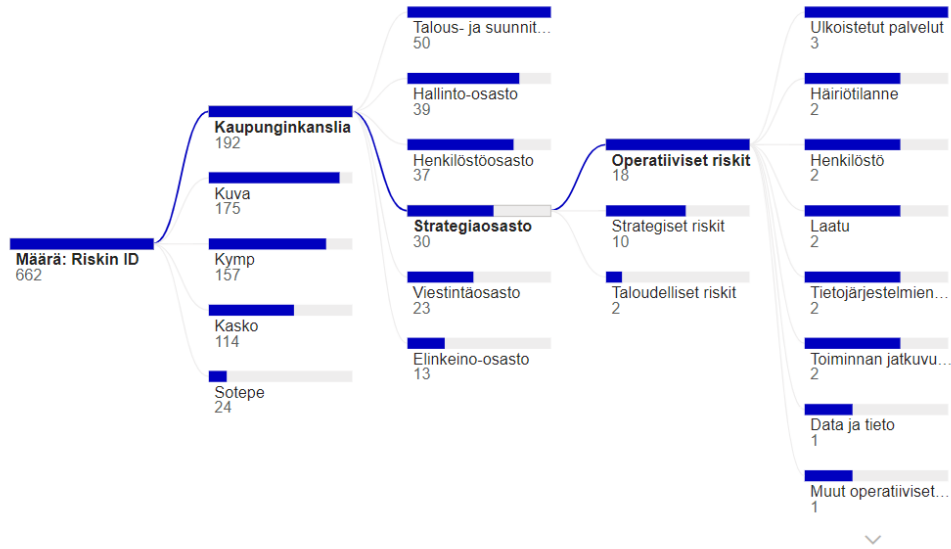 Määrä: Riskin ID
662
Kaupunginkanslia
192
Kuva
175
Kymp
157
Kasko
114
Sotepe
24
Talous- ja suunnit...
50
Hallinto-osasto
39
Henkilöstöosasto
37
Strategiaosasto
30
Viestintäosasto
23
Elinkeino-osasto
13
Operatiiviset riskit
18
Strategiset riskit
10
Taloudelliset riskit
2
Ulkoistetut palvelut
3
Häiriötilanne
2
Henkilöstö
2
Laatu
2
Tietojärjestelmien...
2
Toiminnan jatkuvu...
2
Data ja tieto
1
Muut operatiiviset...
1